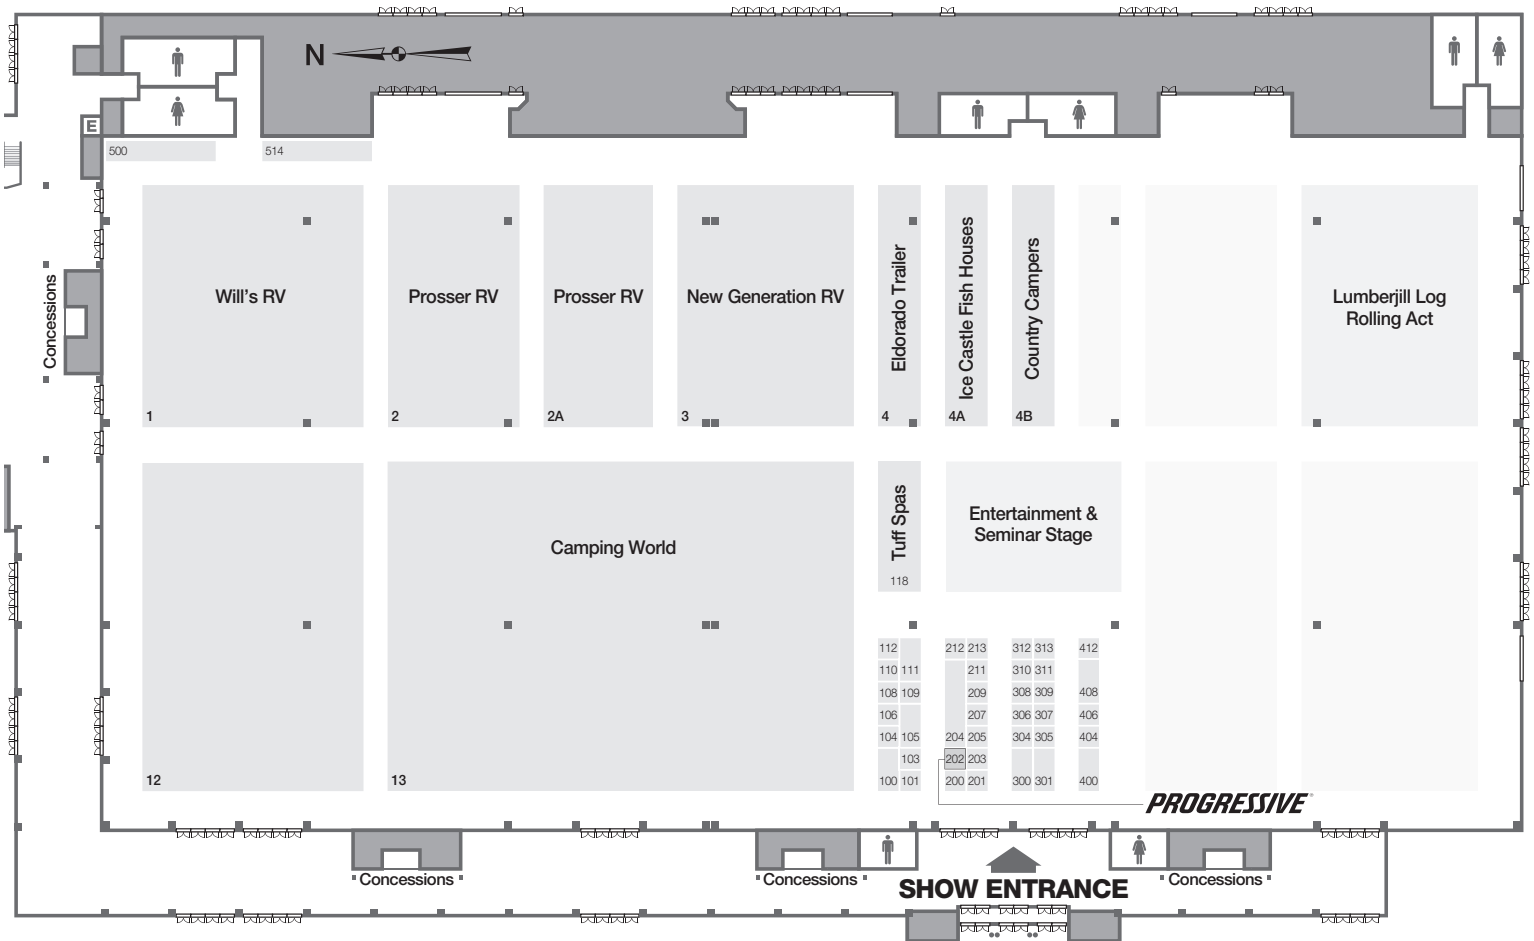 N
E
500
514
Concessions
Will's RV
1
Prosser RV
2
Prosser RV
2A
New Generation RV
3
Eldorado Trailer
4
Ice Castle Fish Houses
4A
Country Campers
4B
Lumberjill Log
Rolling Act
12
Camping World
13
Tuff Spas
118
Entertainment &
Seminar Stage
112 212 213 312 313 412
110 111 211 310 311
108 109 209 308 309 408
106 207 306 307 406
104 105 204 205 304 305 404
103 202 203
100 101 200 201 300 301 400
PROGRESSIVE
Concessions
Concessions
Concessions
SHOW ENTRANCE